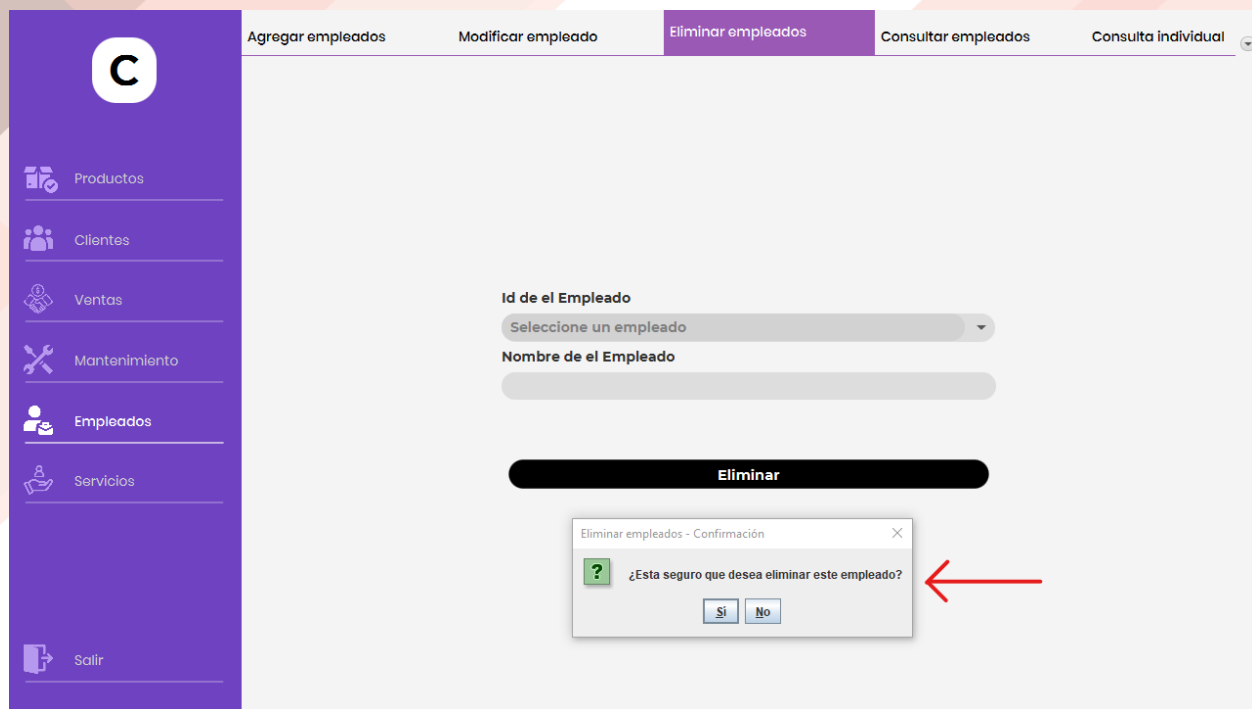 C
Productos
Clientes
Ventas
Mantenimiento
Empleados
Servicios
Salir
Agregar empleados
Modificar empleado
Eliminar empleados
Consultar empleados
Consulta individual
Id de el Empleado
Seleccione un empleado
Nombre de el Empleado
Eliminar
Eliminar empleados - Confirmación
?
¿Esta seguro que desea eliminar este empleado?
Sí
No